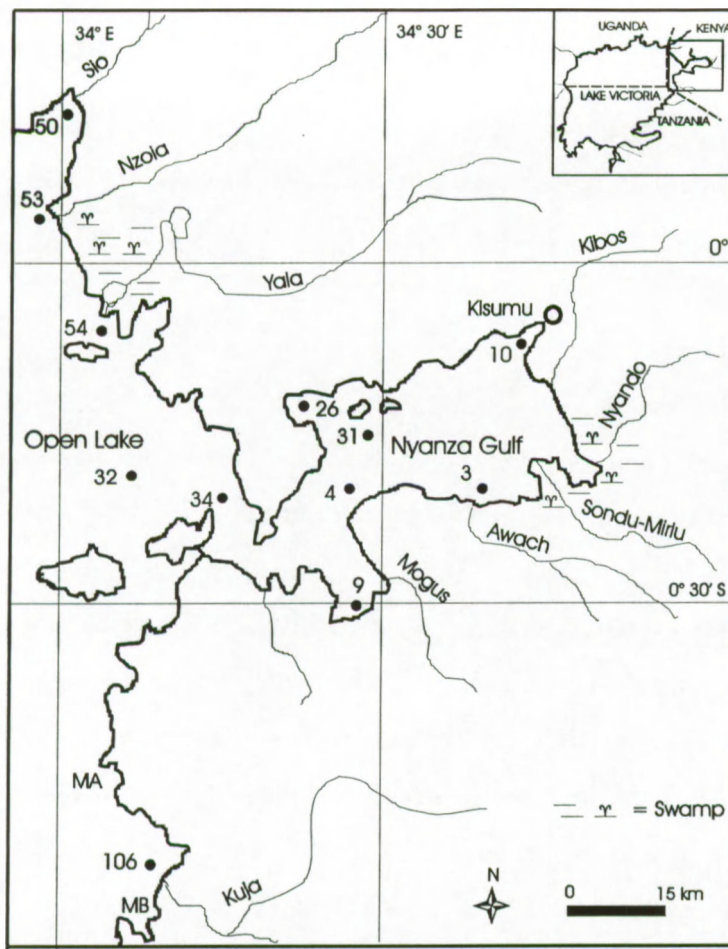 34° E
34° 30' E
UGANDA
KENYA
LAKE VICTORIA
TANZANIA
Sio
50
Nzoia
53
0°
Yala
Kibos
Kisumu
54
10
Nyando
26
31
Open Lake
Nyanza Gulf
32
34
4
3
Sondu-Miriu
Awach
Mogus
9
0° 30' S
MA
= Swamp
106
MB
Kuja
N
0 15 km